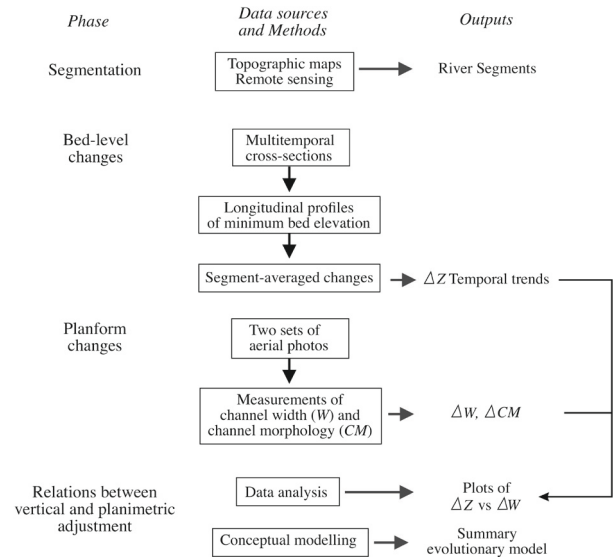 Phase
Data sources
and Methods
Outputs
Segmentation
Topographic maps
Remote sensing
River Segments
Bed-level
changes
Multitemporal
cross-sections
Longitudinal profiles
of minimum bed elevation
Segment-averaged changes
ΔZ Temporal trends
Planform
changes
Two sets of
aerial photos
Measurements of
channel width (W) and
channel morphology (CM)
ΔW, ΔCM
Relations between
vertical and planimetric
adjustment
Data analysis
Plots of
ΔZ vs ΔW
Conceptual modelling
Summary
evolutionary model